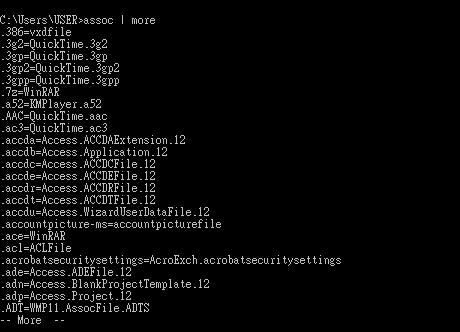 C:\Users\USER>assoc | more
.386=vxdfile
.3g2=QuickTime.3g2
.3gp=QuickTime.3gp
.3gp2=QuickTime.3gp2
.3gpp=QuickTime.3gpp
.7z=WinRAR
.a52=KMPlayer.a52
.AAC=QuickTime.aac
.ac3=QuickTime.ac3
.accda=Access.ACCDAExtension.12
.accdb=Access.Application.12
.accdc=Access.ACCDCFile.12
.accde=Access.ACCDEFile.12
.accdr=Access.ACCDRFile.12
.accdt=Access.ACCDTFile.12
.accdu=Access.WizardUserDataFile.12
.accountpicture-ms=accountpicturefile
.ace=WinRAR
.acl=ACLFile
.acrobatsecuritysettings=AcroExch.acrobatsecuritysettings
.ade=Access.ADEFile.12
.adn=Access.BlankProjectTemplate.12
.adp=Access.Project.12
.ADT=WMP11.AssocFile.ADTS
-- More  --